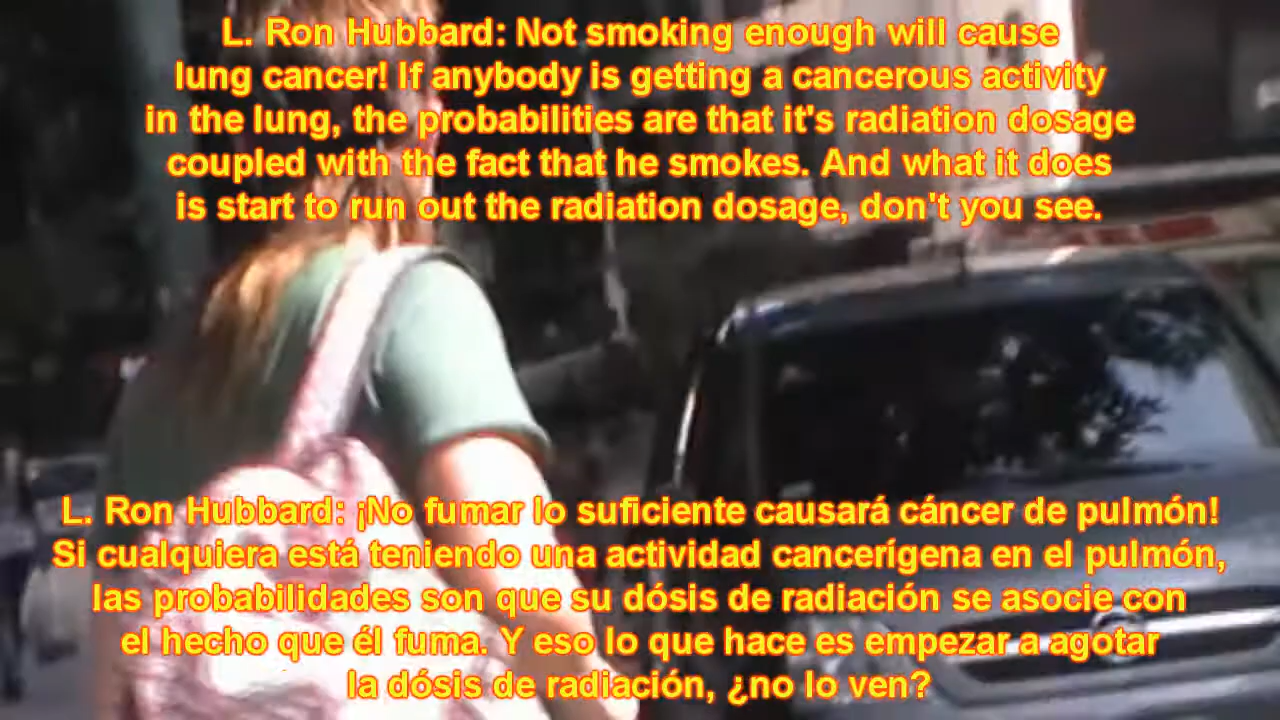 L. Ron Hubbard: Not smoking enough will cause
lung cancer! If anybody is getting a cancerous activity
in the lung, the probabilities are that it's radiation dosage
coupled with the fact that he smokes. And what it does
is start to run out the radiation dosage, don't you see.
L. Ron Hubbard: ¡No fumar lo suficiente causará cáncer de pulmón!
Si cualquiera está teniendo una actividad cancerígena en el pulmón,
las probabilidades son que su dósis de radiación se asocie con
el hecho que él fuma. Y eso lo que hace es empezar a agotar
la dósis de radiación, ¿no lo ven?